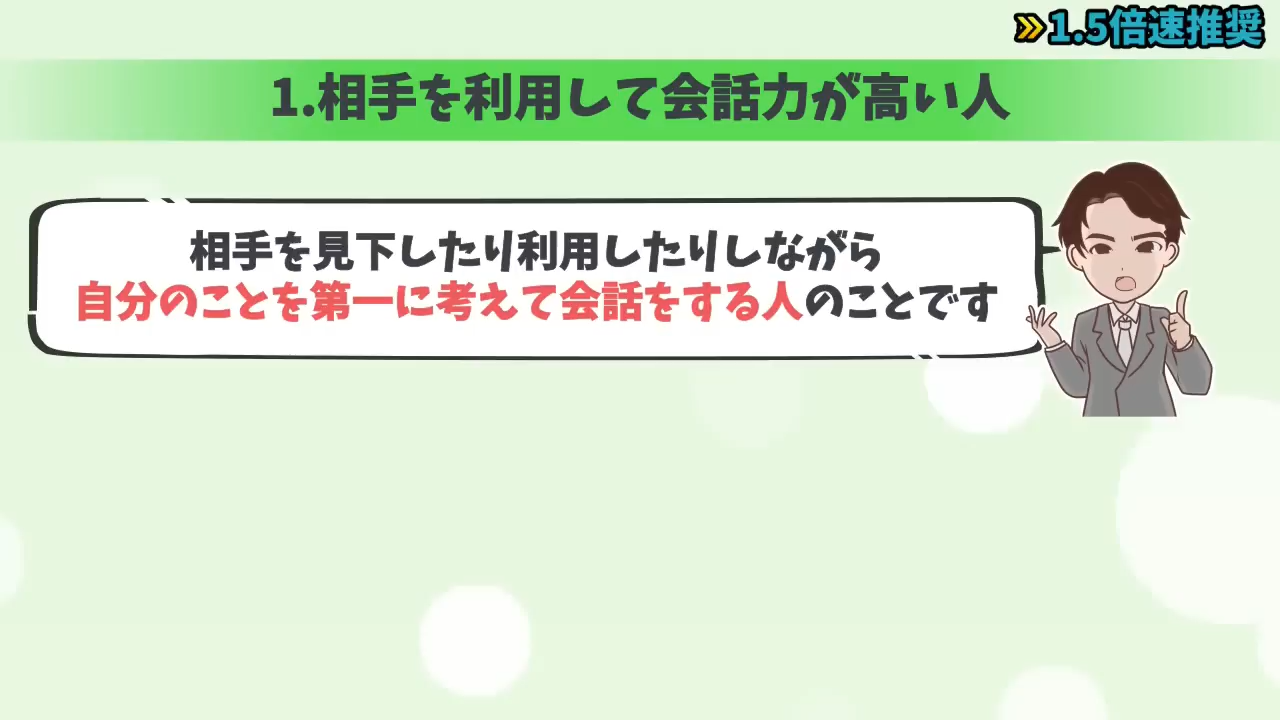 1.5倍速推奨
1.相手を利用して会話力が高い人
相手を見下したり利用したりしながら
自分のことを第一に考えて会話をする人のことです